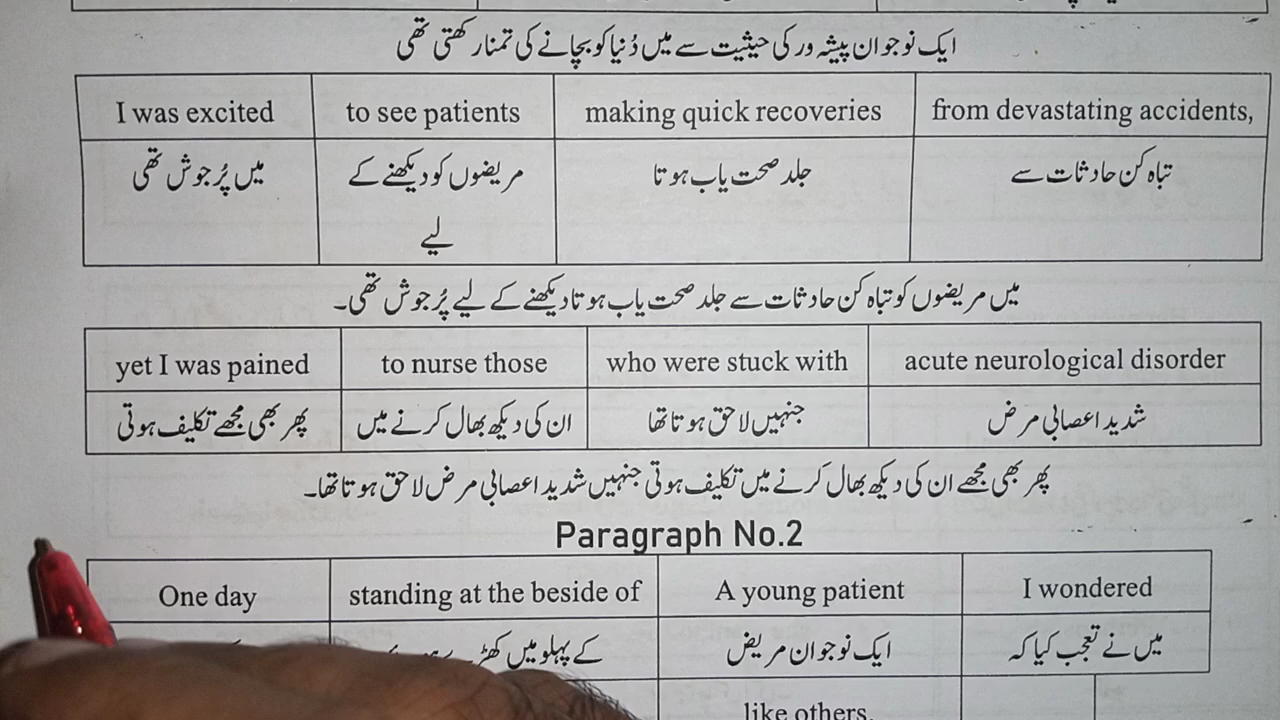 ایک نوجوان پیشہ ور کی حیثیت سے میں دُنیا کو بچانے کی تمنا رکھتی تھی
I was excited to see patients making quick recoveries from devastating accidents,
میں پُر جوش تھی مریضوں کو دیکھنے کے جلد صحت یاب ہوتا تباہ کن حادثات سے
لیے
میں مریضوں کو تباہ کن حادثات سے جلد صحت یاب ہوتا دیکھنے کے لیے پُر جوش تھی۔
yet I was pained to nurse those who were stuck with acute neurological disorder
پھر بھی مجھے تکلیف ہوتی ان کی دیکھ بھال کرنے میں جنہیں لاحق ہوتا تھا شدید اعصابی مرض
پھر بھی مجھے ان کی دیکھ بھال کرنے میں تکلیف ہوتی جنہیں شدید اعصابی مرض لاحق ہوتا تھا۔
Paragraph No.2
One day standing at the beside of A young patient I wondered
کے پہلو میں ایک نوجوان مریض میں نے تعجب کیا کہ
like others.